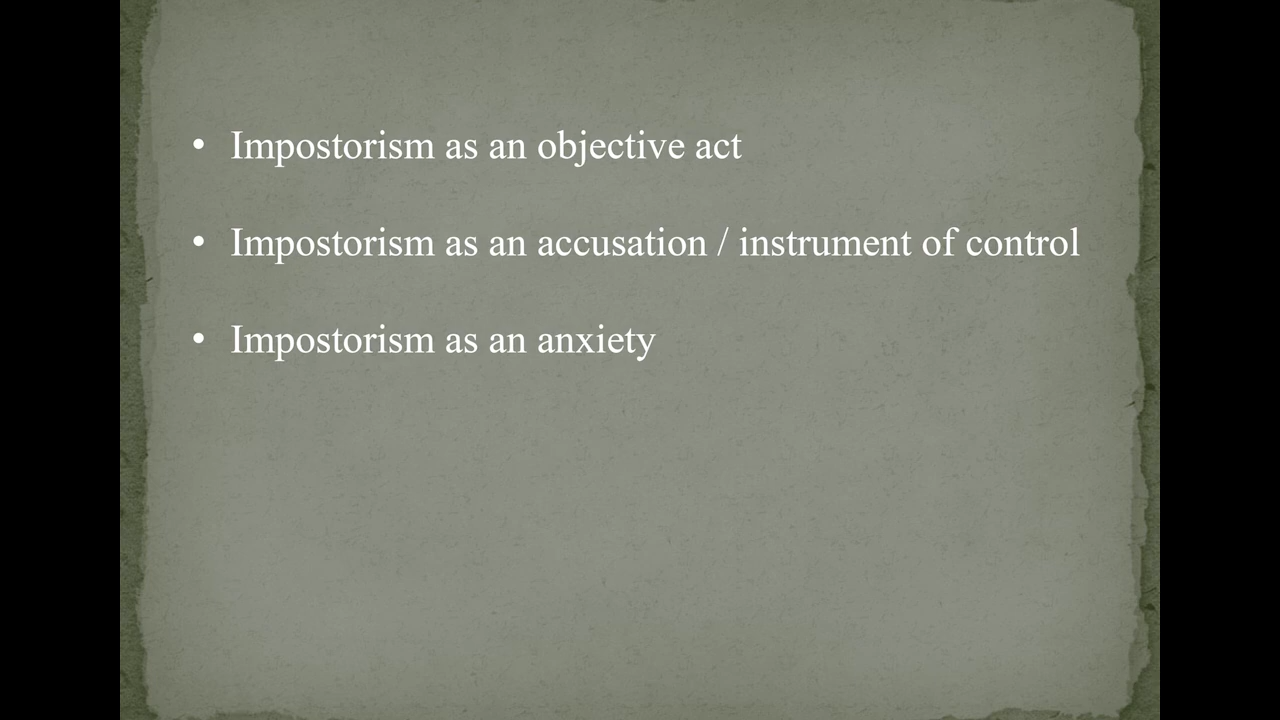 • Impostorism as an objective act
• Impostorism as an accusation / instrument of control
• Impostorism as an anxiety